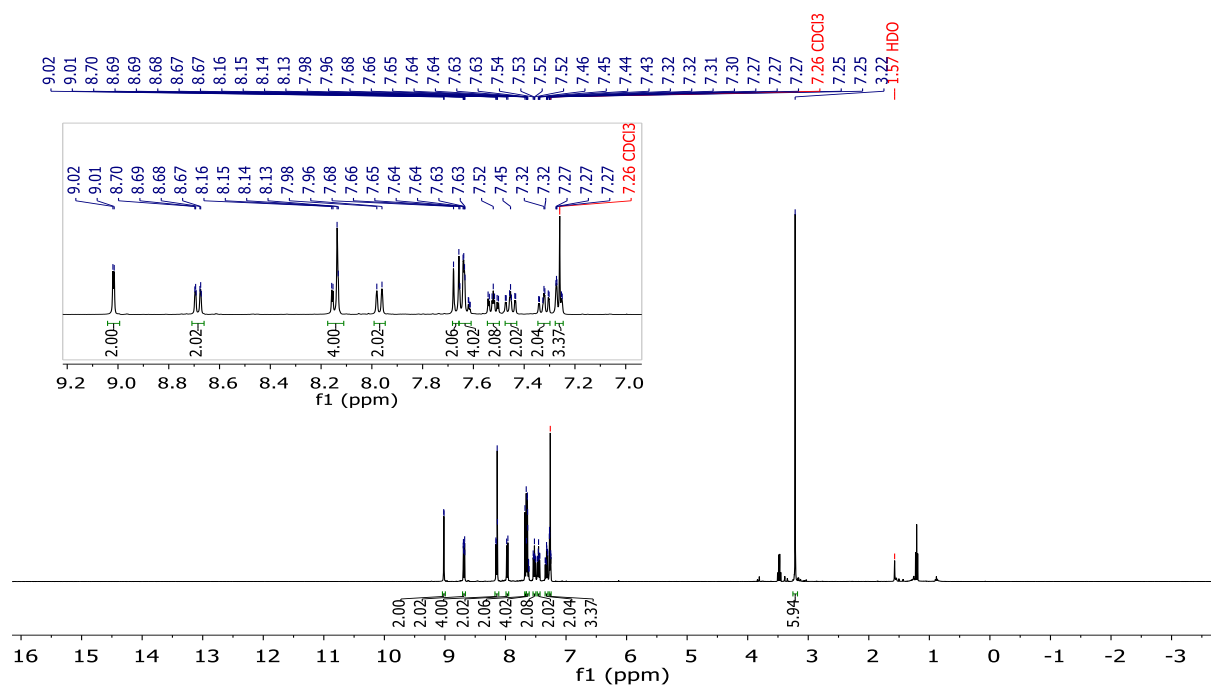 9.02 9.01 8.70 8.69 8.69 8.68 8.67 8.67 8.16 8.15 8.14 8.13 7.98 7.96 7.68 7.66 7.65 7.64 7.64 7.63 7.63 7.54 7.53 7.52 7.52 7.46 7.45 7.44 7.43 7.32 7.32 7.31 7.30 7.27 7.27 7.27 7.26 CDCl3 7.25 7.25 3.22 1.57 HDO
9.02 9.01 8.70 8.69 8.68 8.67 8.16 8.15 8.14 8.13 7.98 7.96 7.68 7.66 7.65 7.64 7.64 7.63 7.63 7.52 7.45 7.32 7.32 7.27 7.27 7.27 7.26 CDCl3
2.00 2.02 4.00 2.02 2.06 4.02 2.08 2.02 2.04 3.37
9.2 9.0 8.8 8.6 8.4 8.2 8.0 7.8 7.6 7.4 7.2 7.0
f1 (ppm)
2.00 2.02 4.00 2.02 2.06 4.02 2.08 2.02 2.04 3.37 5.94
16 15 14 13 12 11 10 9 8 7 6 5 4 3 2 1 0 -1 -2 -3
f1 (ppm)